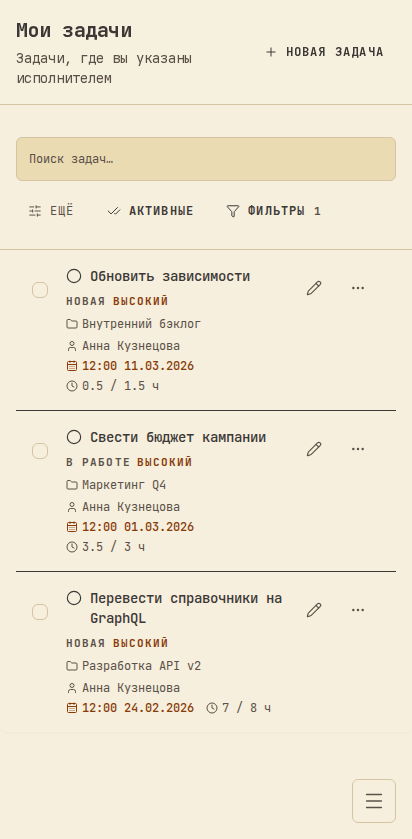 Мои задачи
Задачи, где вы указаны
исполнителем
НОВАЯ ЗАДАЧА
Поиск задач…
ЕЩЁ
АКТИВНЫЕ
ФИЛЬТРЫ 1
Обновить зависимости
НОВАЯ ВЫСОКИЙ
Внутренний бэклог
Анна Кузнецова
12:00 11.03.2026
0.5 / 1.5 ч
Свести бюджет кампании
В РАБОТЕ ВЫСОКИЙ
Маркетинг Q4
Анна Кузнецова
12:00 01.03.2026
3.5 / 3 ч
Перевести справочники на
GraphQL
НОВАЯ ВЫСОКИЙ
Разработка API v2
Анна Кузнецова
12:00 24.02.2026 7 / 8 ч